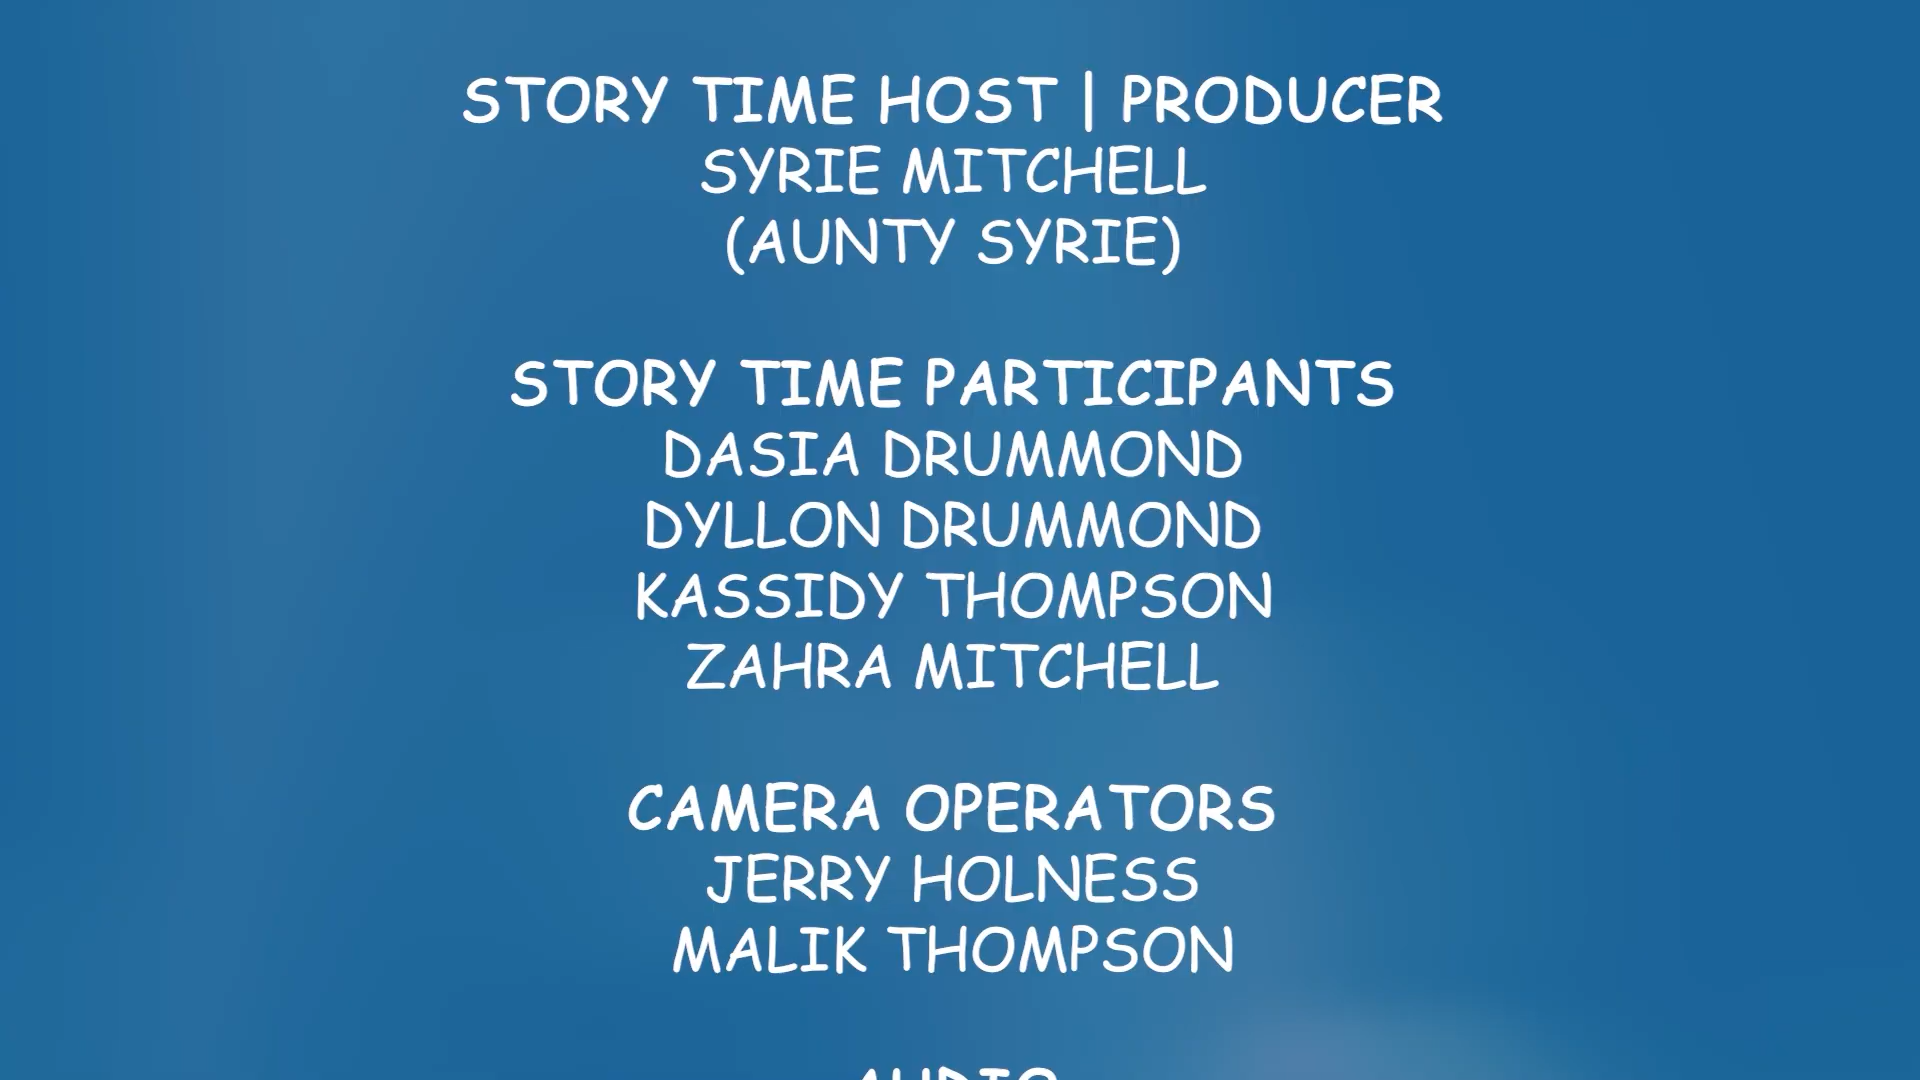 STORY TIME HOST | PRODUCER
SYRIE MITCHELL
(AUNTY SYRIE)
STORY TIME PARTICIPANTS
DASIA DRUMMOND
DYLLON DRUMMOND
KASSIDY THOMPSON
ZAHRA MITCHELL
CAMERA OPERATORS
JERRY HOLNESS
MALIK THOMPSON
AUDIO